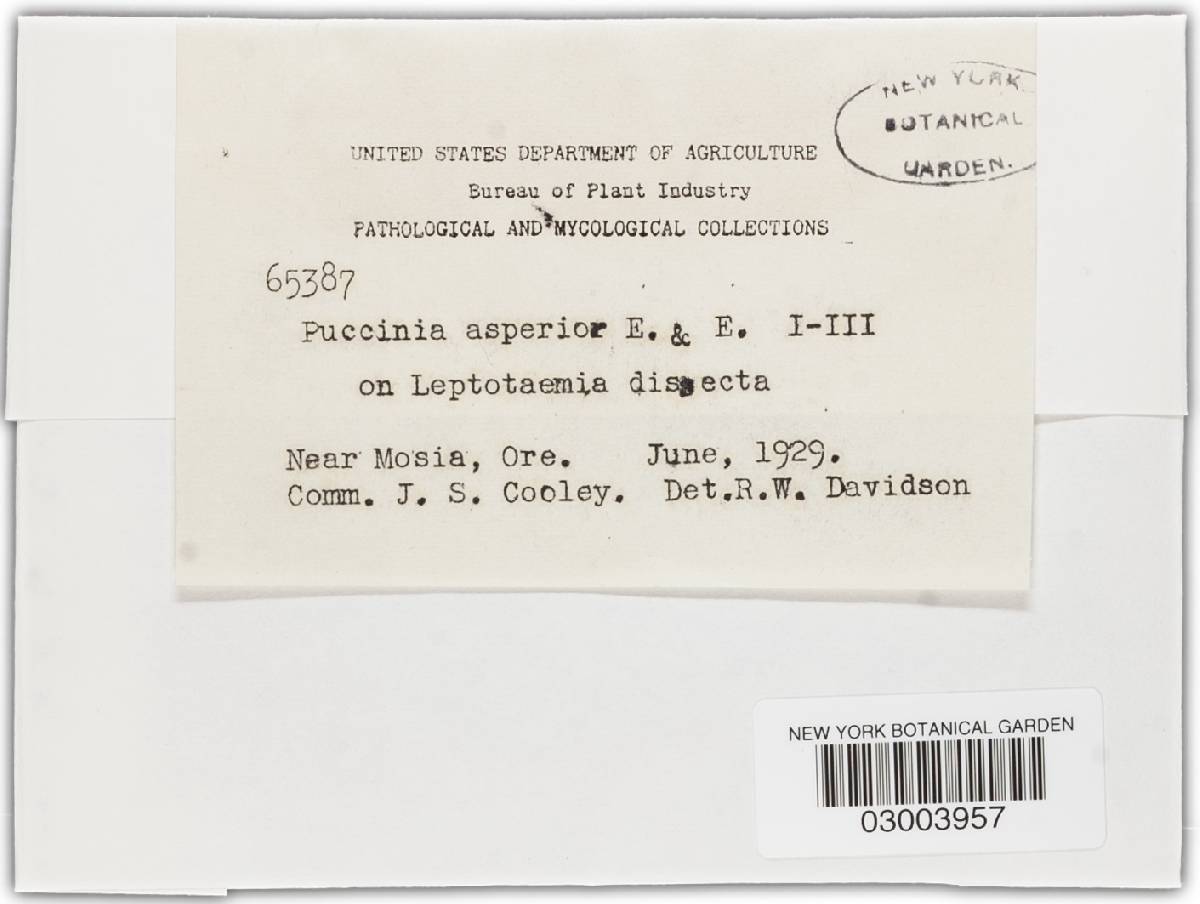 NEW YORK
BOTANICAL
GARDEN.
UNITED STATES DEPARTMENT OF AGRICULTURE
Bureau of Plant Industry
PATHOLOGICAL AND MYCOLOGICAL COLLECTIONS
65387
Puccinia asperior E. & E. I-III
on Leptotaemia dissecta
Near Mosia, Ore. June, 1929.
Comm. J. S. Cooley. Det.R.W. Davidson
NEW YORK BOTANICAL GARDEN
03003957